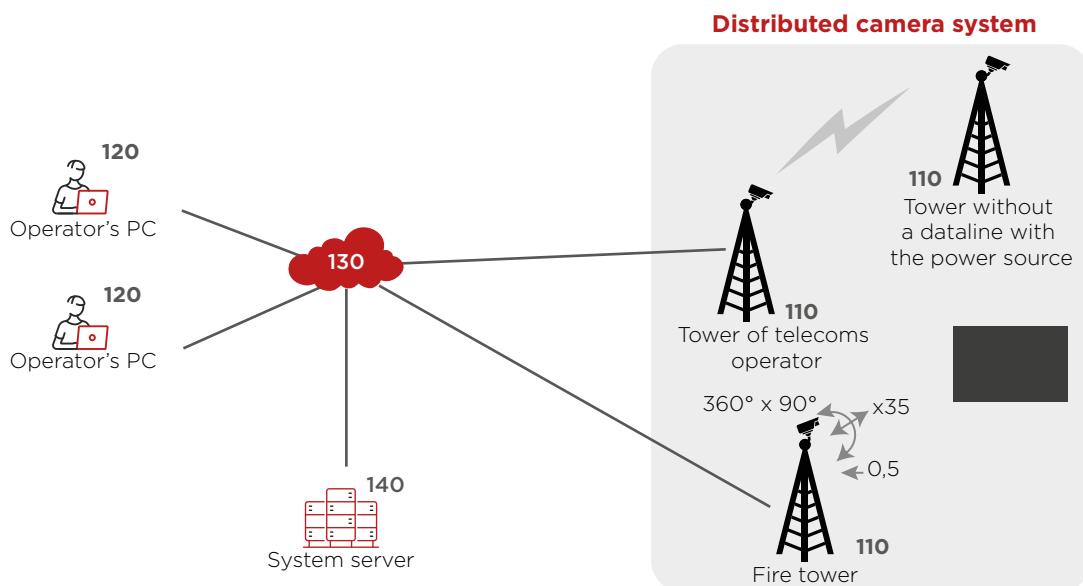 Distributed camera system
120
Operator's PC
120
Operator's PC
130
140
System server
110
Tower without
a dataline with
the power source
110
Tower of telecoms
operator
360° x 90°
x35
0,5
110
Fire tower